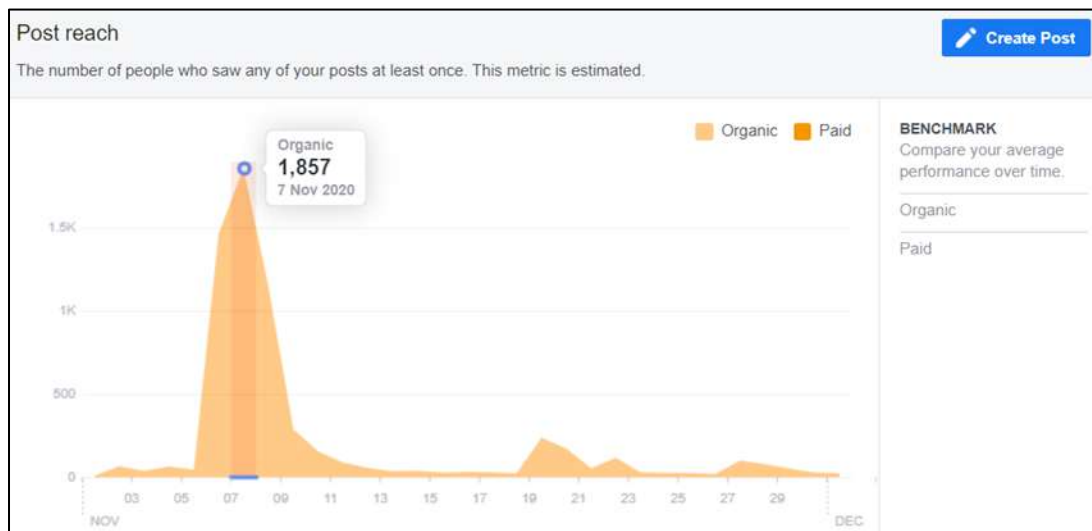 Post reach
Create Post
The number of people who saw any of your posts at least once. This metric is estimated.
Organic Paid
BENCHMARK
Compare your average
performance over time.
Organic
Paid
Organic
1,857
7 Nov 2020
1.5K
1K
500
0
03 05 07 09 11 13 15 17 19 21 23 25 27 29
NOV DEC